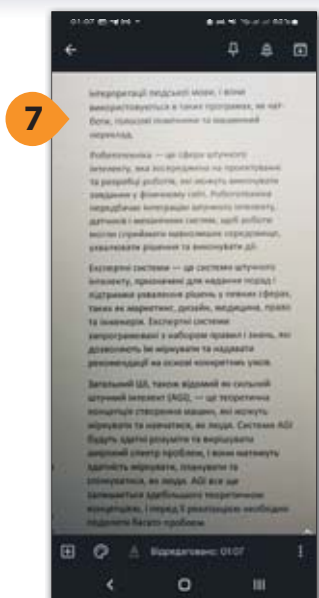 01:07
7
інтерпретації людської мови, і вони
використовуються в таких програмах, як чат-
боти, голосові помічники та машинний
переклад.
Робототехніка — це сфера штучного
інтелекту, яка зосереджена на проектуванні
та розробці роботів, які можуть виконувати
завдання у фізичному світі. Робототехніка
передбачає інтеграцію штучного інтелекту,
датчиків і механічних систем, щоб роботи
могли сприймати навколишнє середовище,
ухвалювати рішення та виконувати дії.
Експертні системи — це системи штучного
інтелекту, призначені для надання порад і
підтримки ухвалення рішень у певних сферах,
таких як маркетинг, дизайн, медицина, право
та інженерія. Експертні системи
запрограмовані з набором правил і знань, які
дозволяють їм міркувати та надавати
рекомендації на основі конкретних умов.
Загальний ШІ, також відомий як сильний
штучний інтелект (AGI), — це теоретична
концепція створення машин, які можуть
міркувати та навчатися, як люди. Системи AGI
будуть здатні розуміти та вирішувати
широкий спектр проблем, і вони матимуть
здатність міркувати, планувати та
спілкуватися, як люди. AGI все ще
залишається здебільшого теоретичною
концепцією, і перед її реалізацією необхідно
подолати багато проблем.
Відредаговано: 01:07